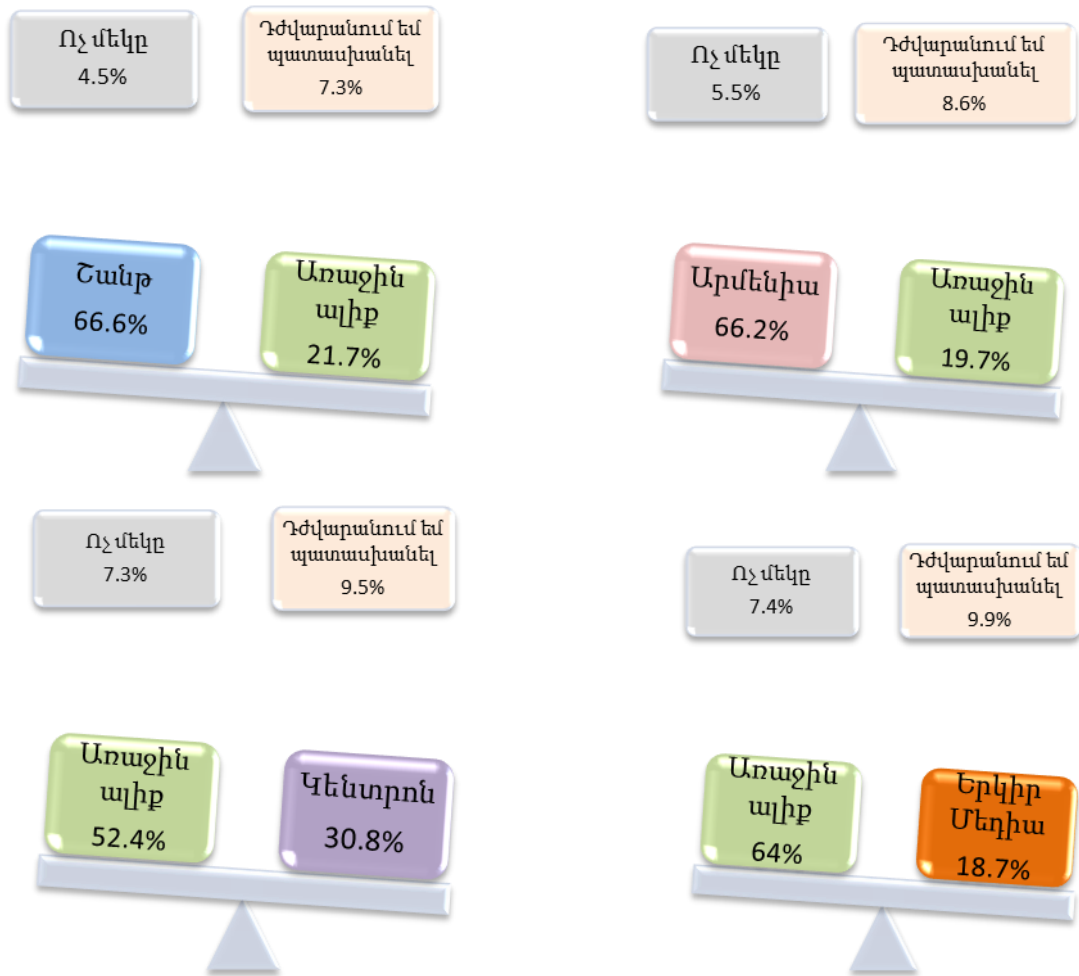 Ոչ մեկը
4.5%
Դժվարանում եմ
պատասխանել
7.3%
Շանթ
66.6%
Առաջին
ալիք
21.7%
Ոչ մեկը
5.5%
Դժվարանում եմ
պատասխանել
8.6%
Արմենիա
66.2%
Առաջին
ալիք
19.7%
Ոչ մեկը
7.3%
Դժվարանում եմ
պատասխանել
9.5%
Առաջին
ալիք
52.4%
Կենտրոն
30.8%
Ոչ մեկը
7.4%
Դժվարանում եմ
պատասխանել
9.9%
Առաջին
ալիք
64%
Երկիր
Մեդիա
18.7%